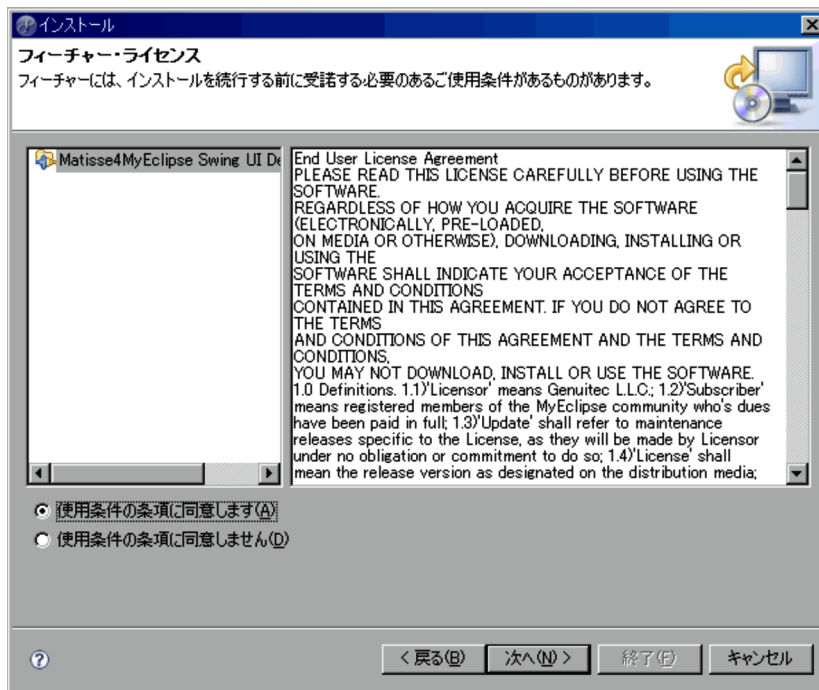 インストール
フィーチャー・ライセンス
フィーチャーには、インストールを続行する前に受諾する必要のあるご使用条件があるものがあります。
Matisse4MyEclipse Swing UI De
End User License Agreement
PLEASE READ THIS LICENSE CAREFULLY BEFORE USING THE
SOFTWARE.
REGARDLESS OF HOW YOU ACQUIRE THE SOFTWARE
(ELECTRONICALLY, PRE-LOADED,
ON MEDIA OR OTHERWISE), DOWNLOADING, INSTALLING OR
USING THE
SOFTWARE SHALL INDICATE YOUR ACCEPTANCE OF THE
TERMS AND CONDITIONS
CONTAINED IN THIS AGREEMENT. IF YOU DO NOT AGREE TO
THE TERMS
AND CONDITIONS OF THIS AGREEMENT AND THE TERMS AND
CONDITIONS,
YOU MAY NOT DOWNLOAD, INSTALL OR USE THE SOFTWARE.
1.0 Definitions. 1.1)'Licensor' means Genuitec L.L.C.; 1.2)'Subscriber'
means registered members of the MyEclipse community who's dues
have been paid in full; 1.3)'Update' shall refer to maintenance
releases specific to the License, as they will be made by Licensor
under no obligation or commitment to do so; 1.4)'License' shall
mean the release version as designated on the distribution media;
使用条件の条項に同意します(A)
使用条件の条項に同意しません(D)
< 戻る(B) 次へ(N) > 終了(F) キャンセル